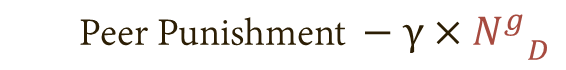 Peer Punishment − γ × N^g_D